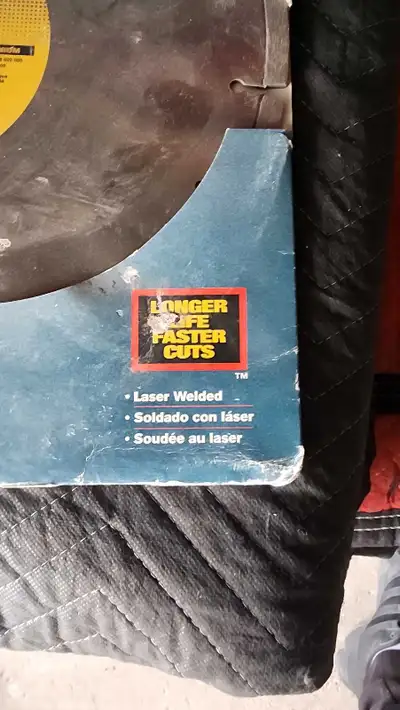 LONGER
LIFE
FASTER
CUTS
TM
• Laser Welded
• Soldado con láser
• Soudée au laser